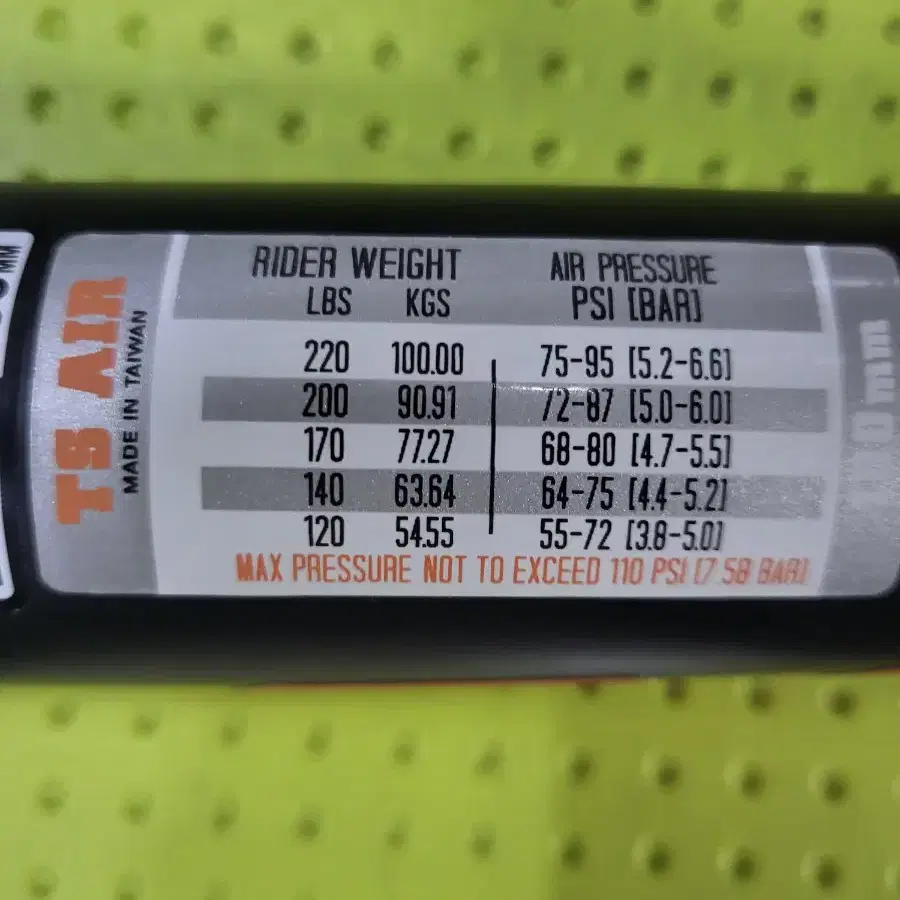 TS AIR
MADE IN TAIWAN
RIDER WEIGHT AIR PRESSURE
LBS KGS PSI [BAR]
220 100.00 75-95 [5.2-6.6]
200 90.91 72-87 [5.0-6.0]
170 77.27 68-80 [4.7-5.5]
140 63.64 64-75 [4.4-5.2]
120 54.55 55-72 [3.8-5.0]
MAX PRESSURE NOT TO EXCEED 110 PSI [7.58 BAR]
MM
mm